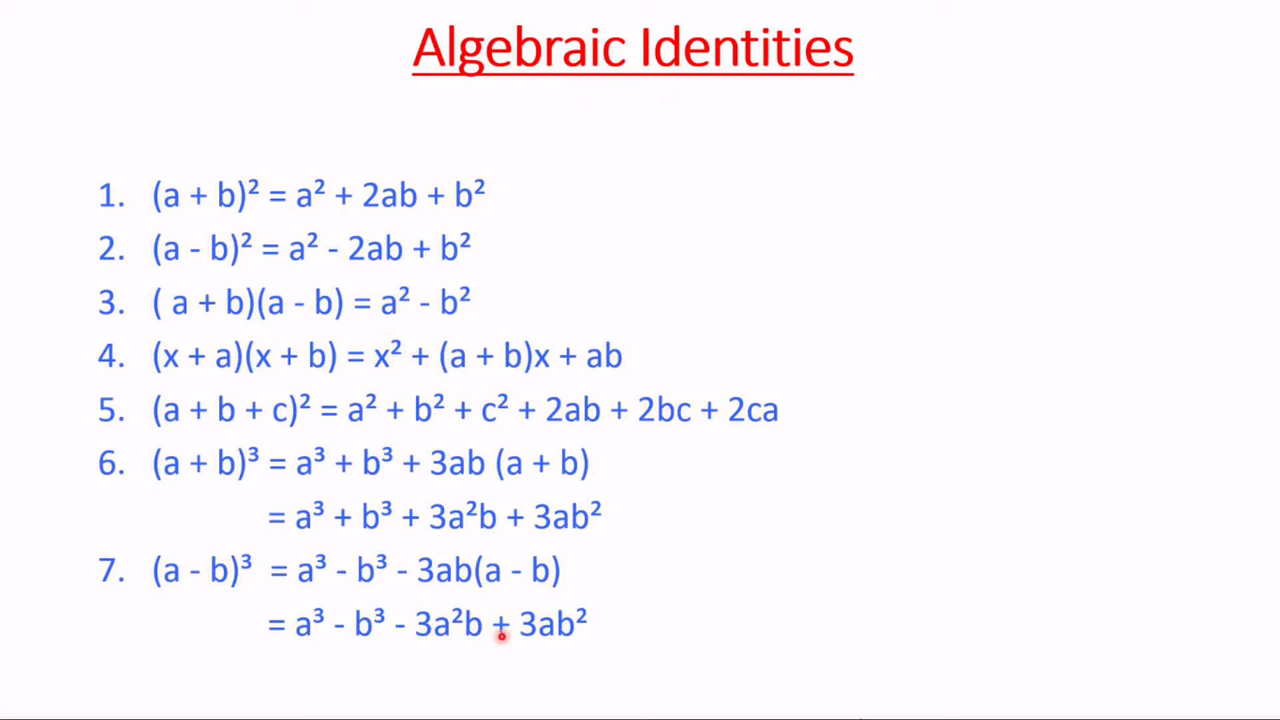 Algebraic Identities
1. (a + b)² = a² + 2ab + b²
2. (a - b)² = a² - 2ab + b²
3. ( a + b)(a - b) = a² - b²
4. (x + a)(x + b) = x² + (a + b)x + ab
5. (a + b + c)² = a² + b² + c² + 2ab + 2bc + 2ca
6. (a + b)³ = a³ + b³ + 3ab (a + b)
= a³ + b³ + 3a²b + 3ab²
7. (a - b)³ = a³ - b³ - 3ab(a - b)
= a³ - b³ - 3a²b + 3ab²